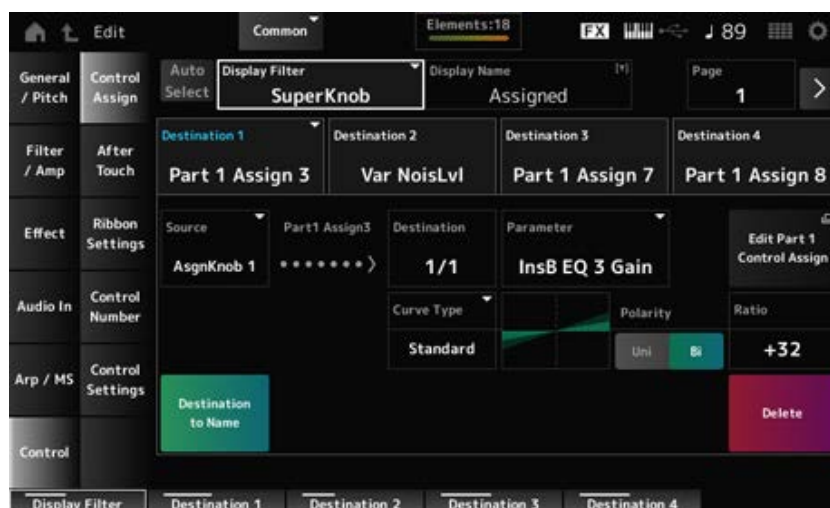 Edit
Common
Elements:18
FX
♩ 89
General / Pitch
Control Assign
Auto Select
Display Filter
SuperKnob
Display Name
Assigned
Page
1
Filter / Amp
After Touch
Destination 1
Part 1 Assign 3
Destination 2
Var NoisLvl
Destination 3
Part 1 Assign 7
Destination 4
Part 1 Assign 8
Effect
Ribbon Settings
Source
AsgnKnob 1
Part1 Assign3
Destination
1/1
Parameter
InsB EQ 3 Gain
Edit Part 1 Control Assign
Audio In
Control Number
Curve Type
Standard
Polarity
Uni
Bi
Ratio
+32
Arp / MS
Control Settings
Destination to Name
Delete
Control
Display Filter
Destination 1
Destination 2
Destination 3
Destination 4